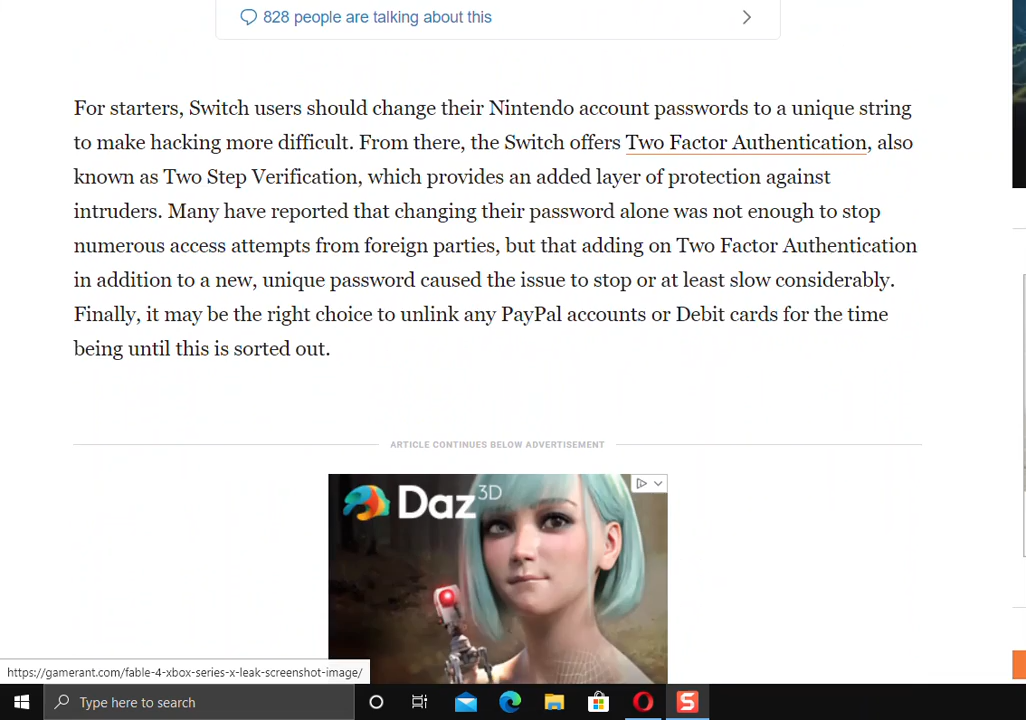 828 people are talking about this
For starters, Switch users should change their Nintendo account passwords to a unique string
to make hacking more difficult. From there, the Switch offers Two Factor Authentication, also
known as Two Step Verification, which provides an added layer of protection against
intruders. Many have reported that changing their password alone was not enough to stop
numerous access attempts from foreign parties, but that adding on Two Factor Authentication
in addition to a new, unique password caused the issue to stop or at least slow considerably.
Finally, it may be the right choice to unlink any PayPal accounts or Debit cards for the time
being until this is sorted out.
ARTICLE CONTINUES BELOW ADVERTISEMENT
Daz 3D
https://gamerant.com/fable-4-xbox-series-x-leak-screenshot-image/
Type here to search
S